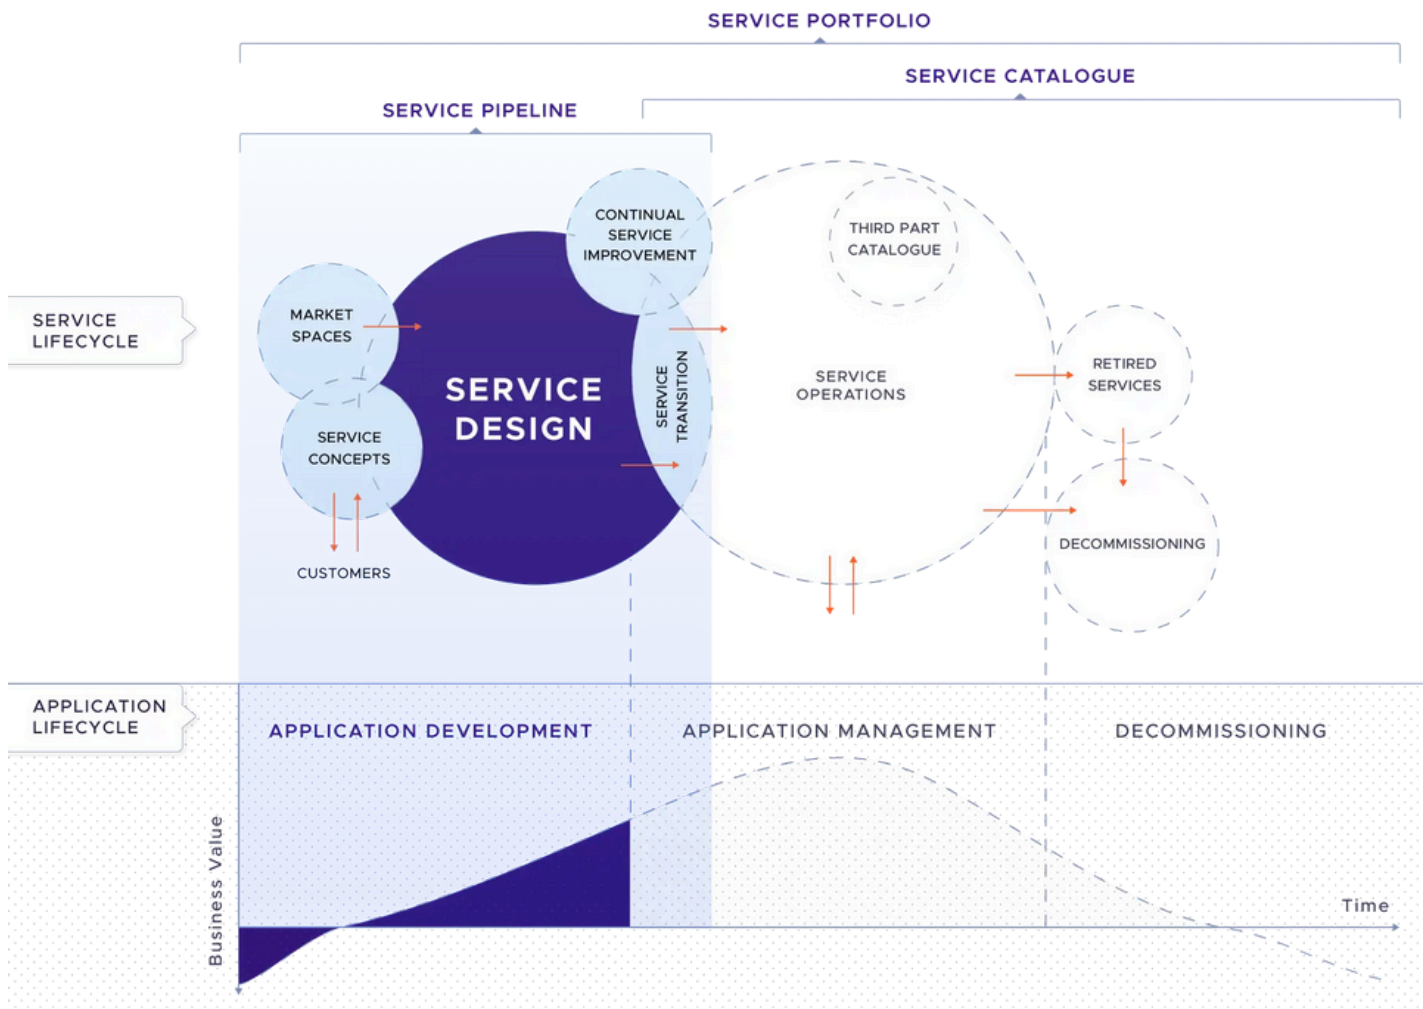 SERVICE PORTFOLIO
SERVICE CATALOGUE
SERVICE PIPELINE
CONTINUAL
SERVICE
IMPROVEMENT
THIRD PART
CATALOGUE
MARKET
SPACES
SERVICE
LIFECYCLE
SERVICE
DESIGN
SERVICE
TRANSITION
SERVICE
OPERATIONS
RETIRED
SERVICES
SERVICE
CONCEPTS
CUSTOMERS
DECOMMISSIONING
APPLICATION
LIFECYCLE
APPLICATION DEVELOPMENT
APPLICATION MANAGEMENT
DECOMMISSIONING
Business Value
Time